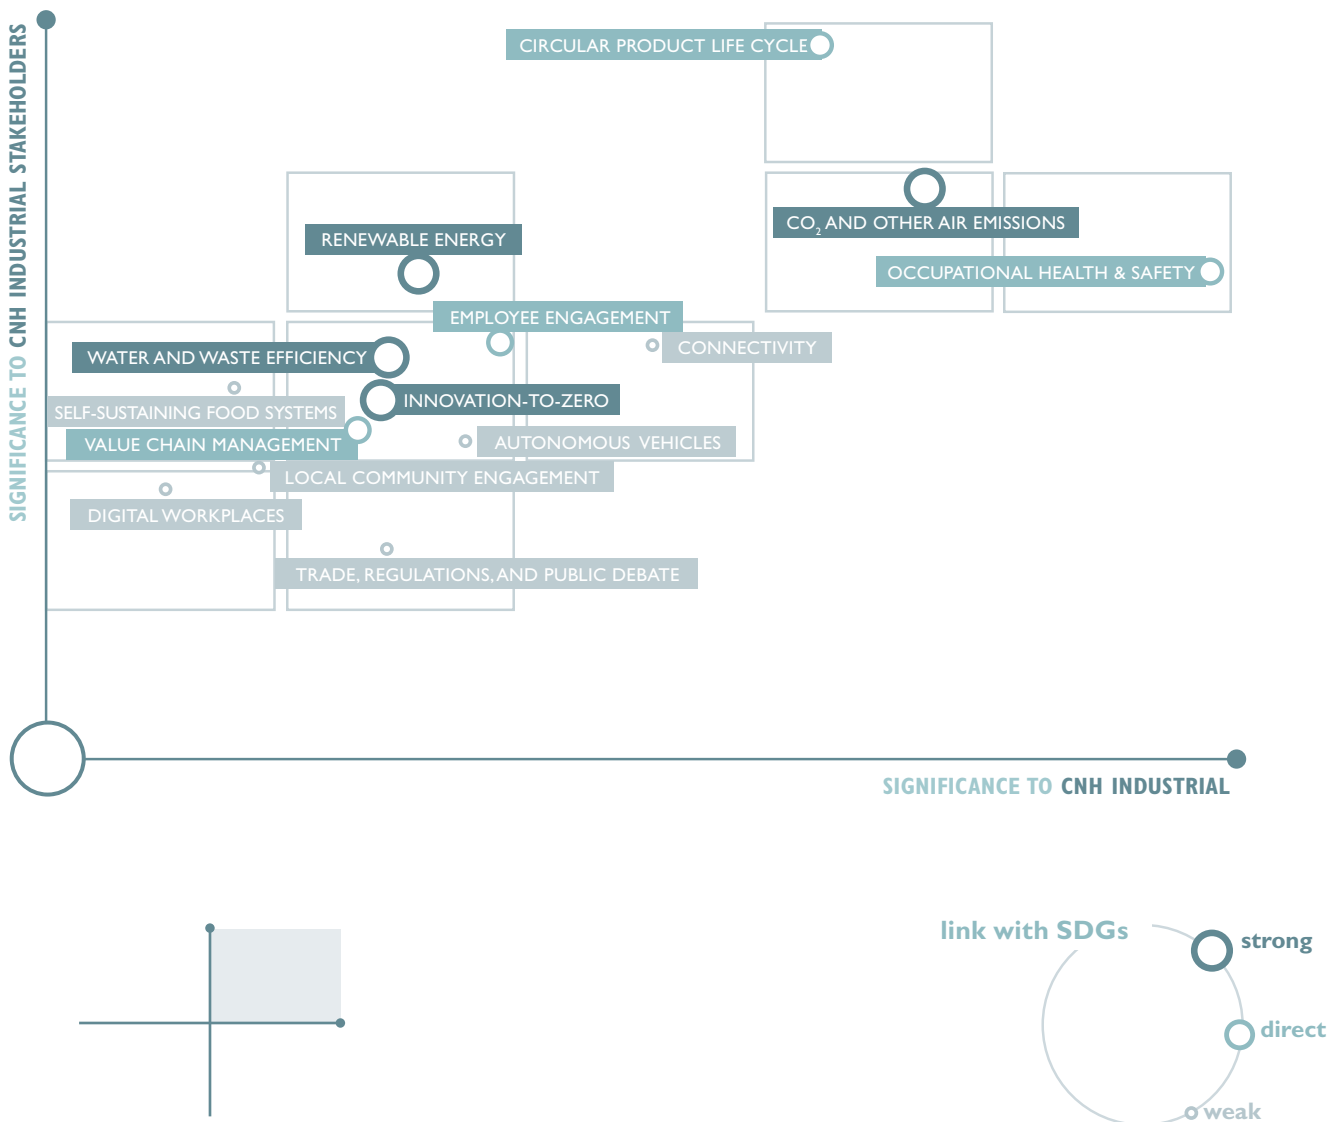 SIGNIFICANCE TO CNH INDUSTRIAL STAKEHOLDERS
CIRCULAR PRODUCT LIFE CYCLE
CO₂ AND OTHER AIR EMISSIONS
RENEWABLE ENERGY
OCCUPATIONAL HEALTH & SAFETY
EMPLOYEE ENGAGEMENT
CONNECTIVITY
WATER AND WASTE EFFICIENCY
INNOVATION-TO-ZERO
SELF-SUSTAINING FOOD SYSTEMS
VALUE CHAIN MANAGEMENT
AUTONOMOUS VEHICLES
LOCAL COMMUNITY ENGAGEMENT
DIGITAL WORKPLACES
TRADE, REGULATIONS, AND PUBLIC DEBATE
SIGNIFICANCE TO CNH INDUSTRIAL
link with SDGs
strong
direct
weak